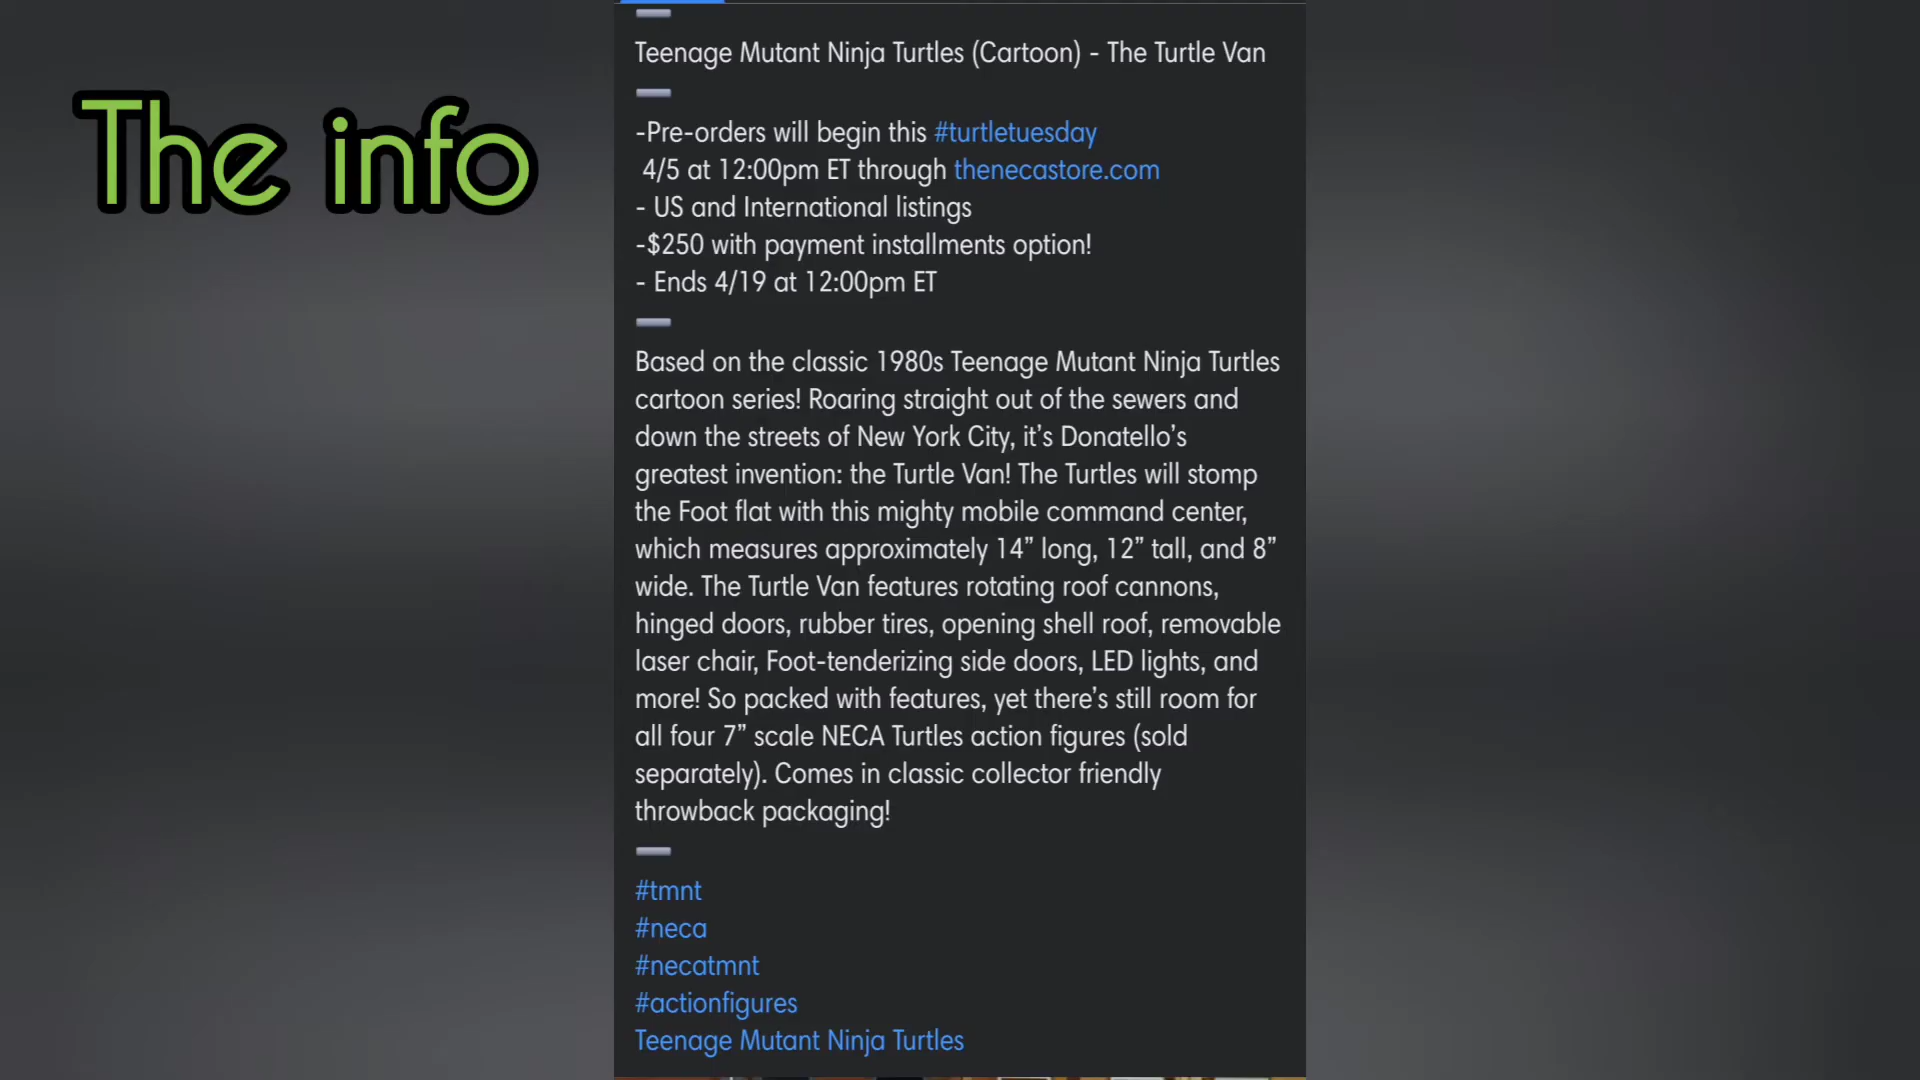 The info
Teenage Mutant Ninja Turtles (Cartoon) - The Turtle Van
-Pre-orders will begin this #turtletuesday
4/5 at 12:00pm ET through thenecastore.com
- US and International listings
-$250 with payment installments option!
- Ends 4/19 at 12:00pm ET
Based on the classic 1980s Teenage Mutant Ninja Turtles
cartoon series! Roaring straight out of the sewers and
down the streets of New York City, it’s Donatello’s
greatest invention: the Turtle Van! The Turtles will stomp
the Foot flat with this mighty mobile command center,
which measures approximately 14” long, 12” tall, and 8”
wide. The Turtle Van features rotating roof cannons,
hinged doors, rubber tires, opening shell roof, removable
laser chair, Foot-tenderizing side doors, LED lights, and
more! So packed with features, yet there’s still room for
all four 7” scale NECA Turtles action figures (sold
separately). Comes in classic collector friendly
throwback packaging!
#tmnt
#neca
#necatmnt
#actionfigures
Teenage Mutant Ninja Turtles